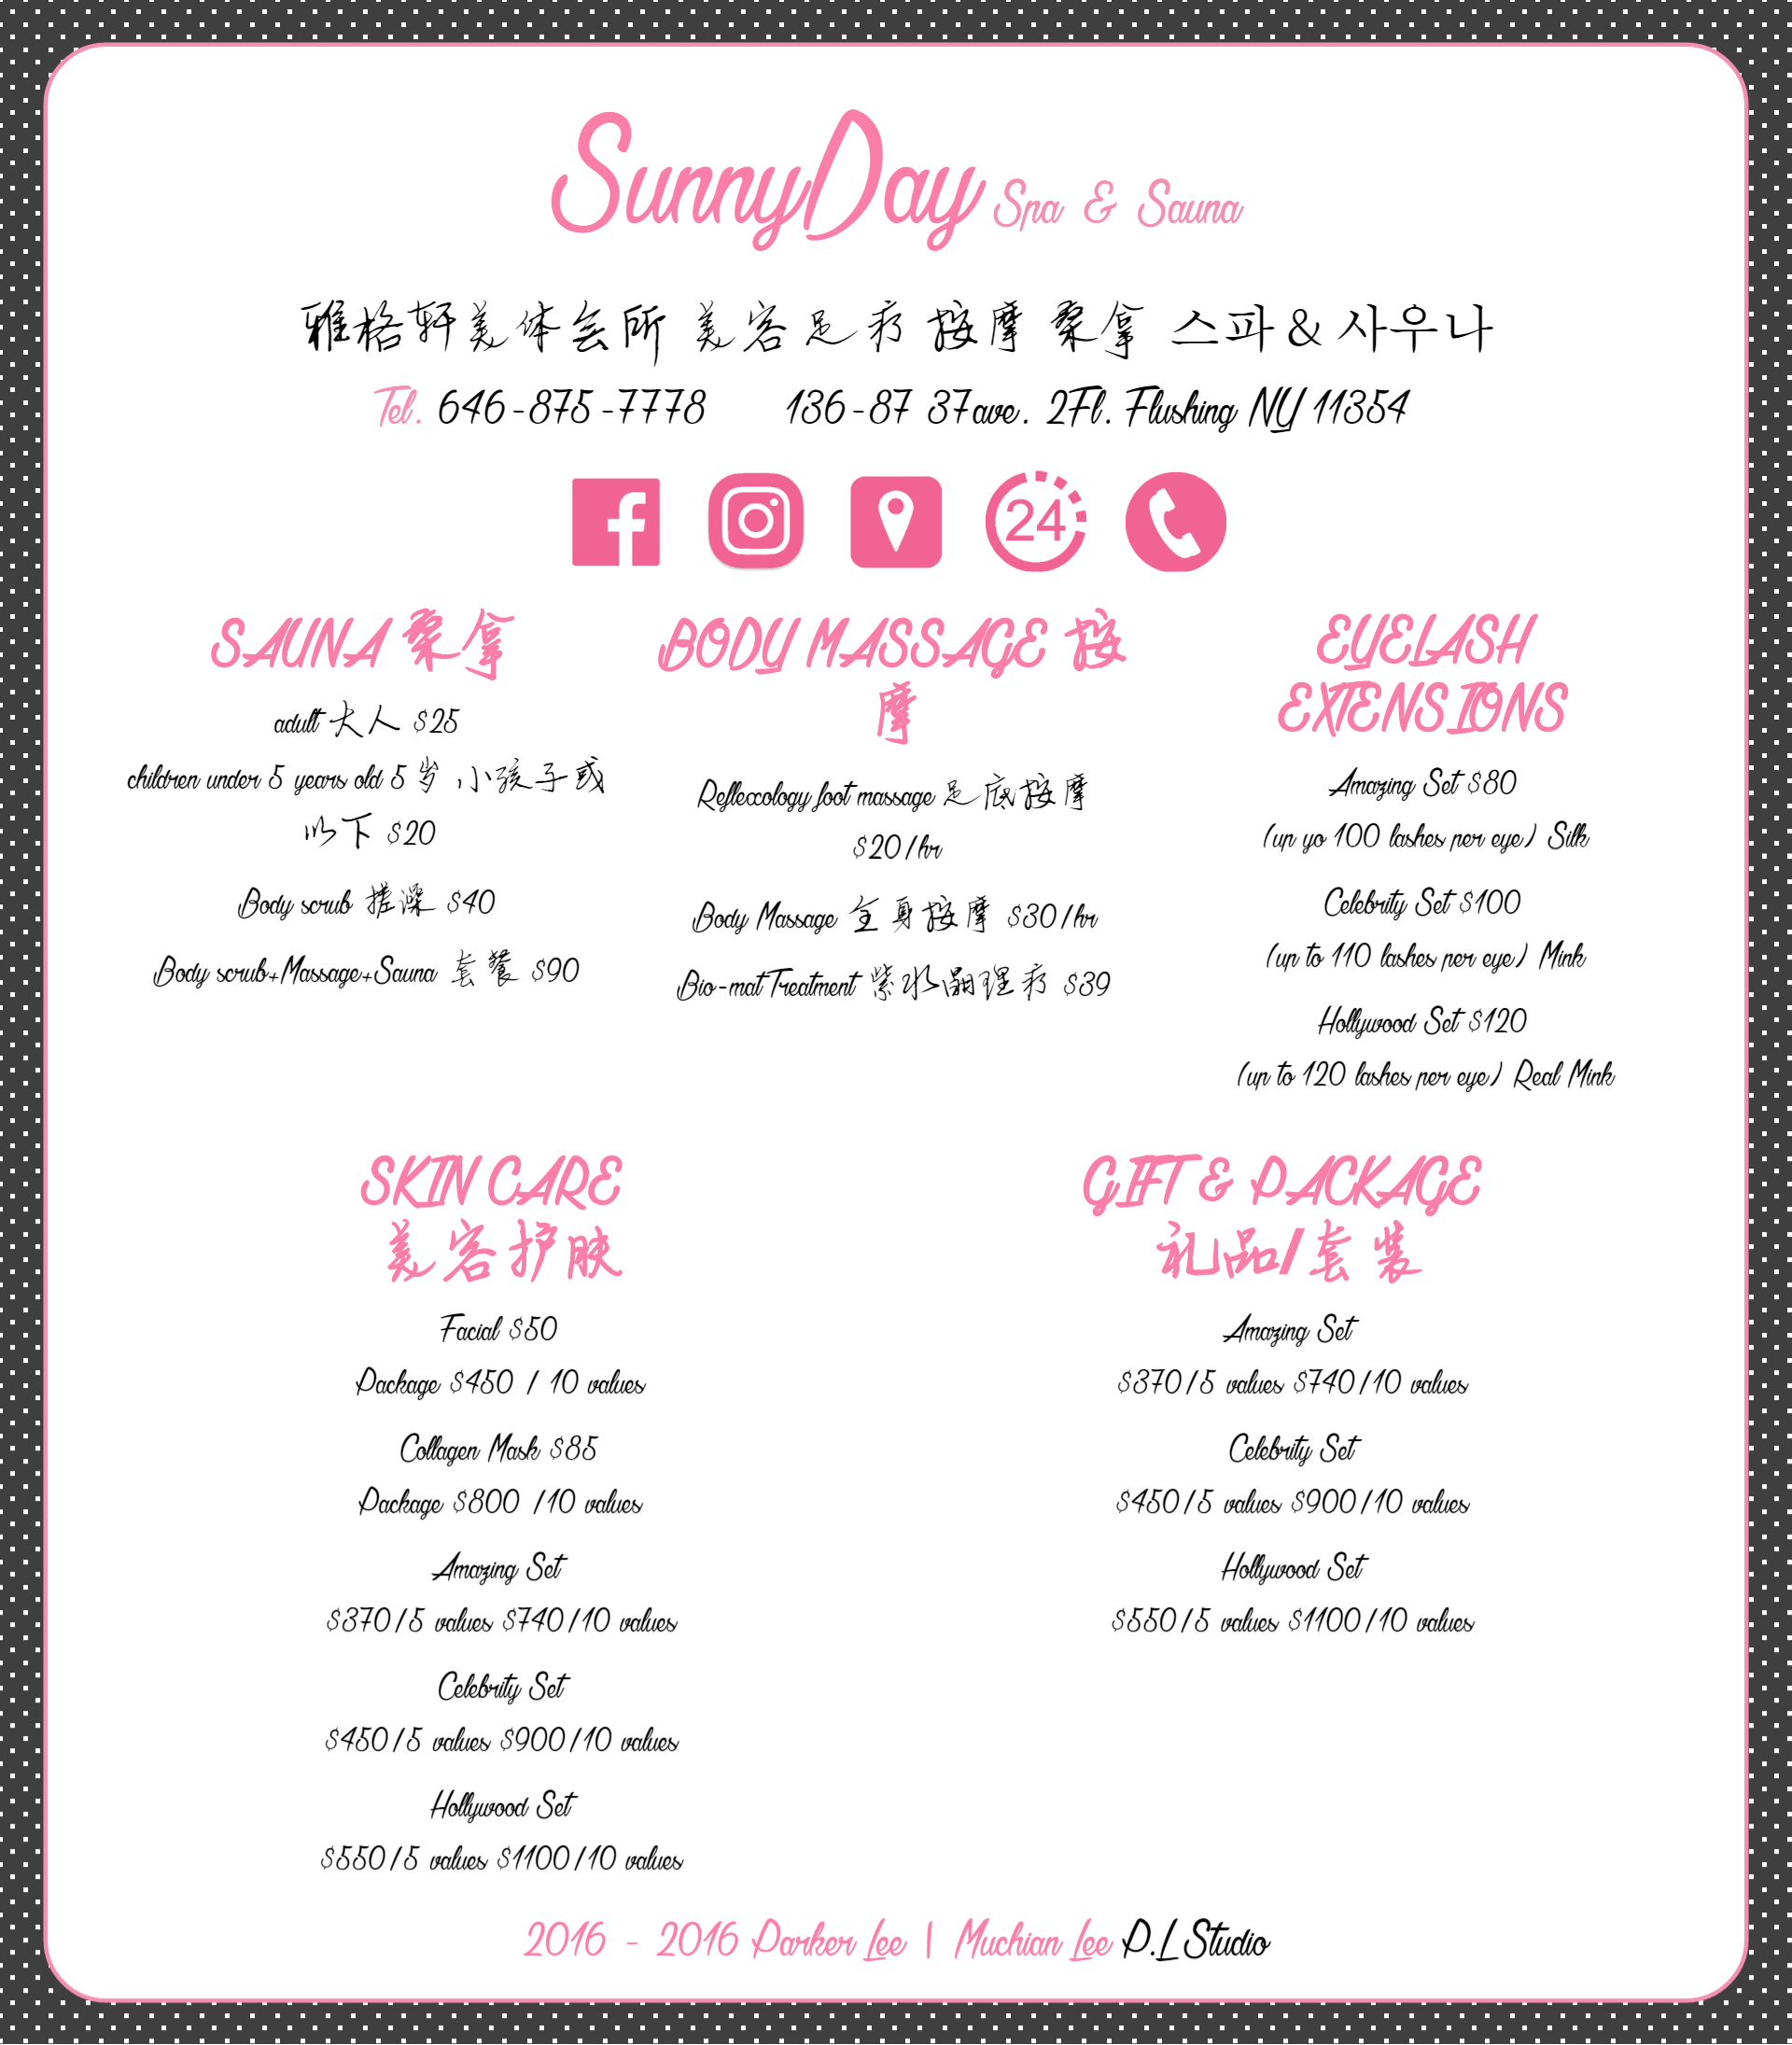 SunnyDay Spa & Sauna
雅格轩美体会所 美容足疗按摩 桑拿 스파 & 사우나
Tel. 646-875-7778 136-87 37ave. 2Fl. Flushing NY 11354
24
SAUNA 桑拿
adult 大人 $25
children under 5 years old 5 岁 小孩子或
以下 $20
Body scrub 搓澡 $40
Body scrub+Massage+Sauna 套餐 $90
BODY MASSAGE 按
摩
Reflexcology foot massage 足底按摩
$20/hr
Body Massage 全身按摩 $30/hr
Bio-mat Treatment 紫水晶理疗 $39
EYELASH
EXTENSIONS
Amazing Set $80
(up yo 100 lashes per eye) Silk
Celebrity Set $100
(up to 110 lashes per eye) Mink
Hollywood Set $120
(up to 120 lashes per eye) Real Mink
SKIN CARE
美容护肤
Facial $50
Package $450 / 10 values
Collagen Mask $85
Package $800 /10 values
Amazing Set
$370/5 values $740/10 values
Celebrity Set
$450/5 values $900/10 values
Hollywood Set
$550/5 values $1100/10 values
GIFT & PACKAGE
礼品/套装
Amazing Set
$370/5 values $740/10 values
Celebrity Set
$450/5 values $900/10 values
Hollywood Set
$550/5 values $1100/10 values
2016 - 2016 Parker Lee | Muchian Lee P.L Studio